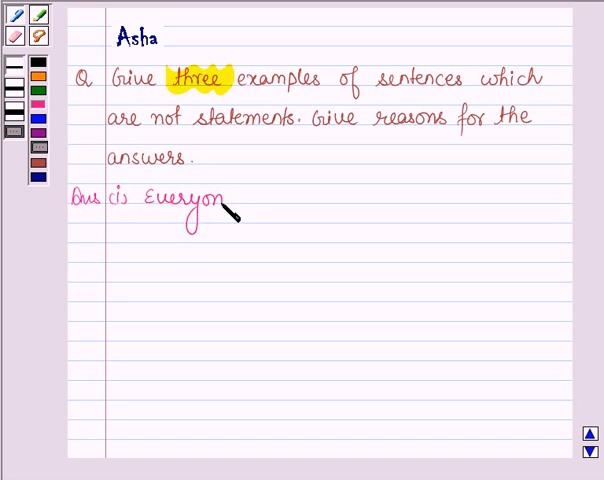 Asha
Q Give three examples of sentences which
are not statements. Give reasons for the
answers.
Ans (i) Everyon